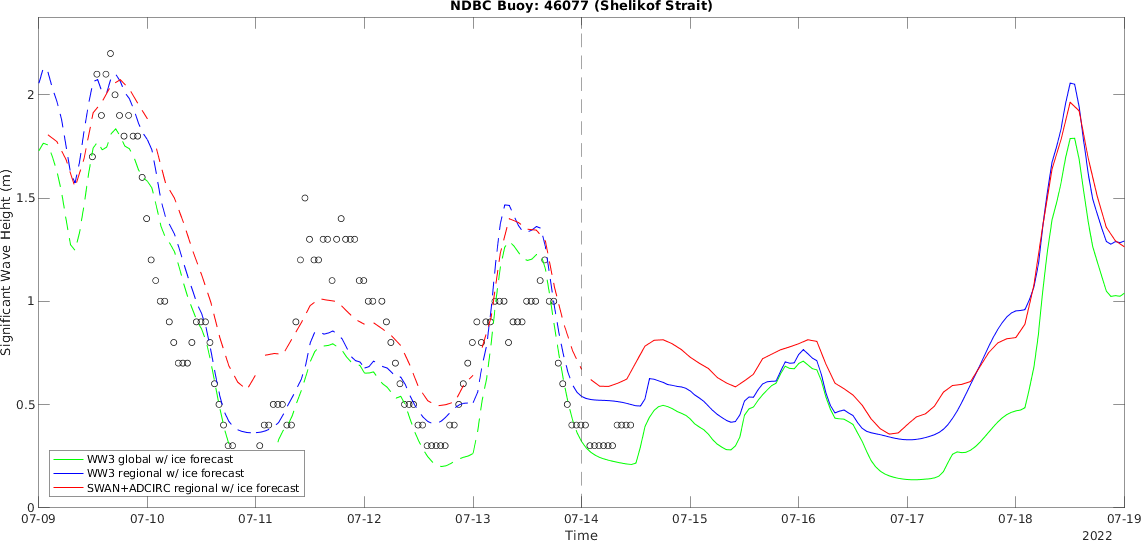 NDBC Buoy: 46077 (Shelikof Strait)
Significant Wave Height (m)
2
1.5
1
0.5
0
WW3 global w/ ice forecast
WW3 regional w/ ice forecast
SWAN+ADCIRC regional w/ ice forecast
07-09 07-10 07-11 07-12 07-13 07-14 07-15 07-16 07-17 07-18 07-19
Time
2022